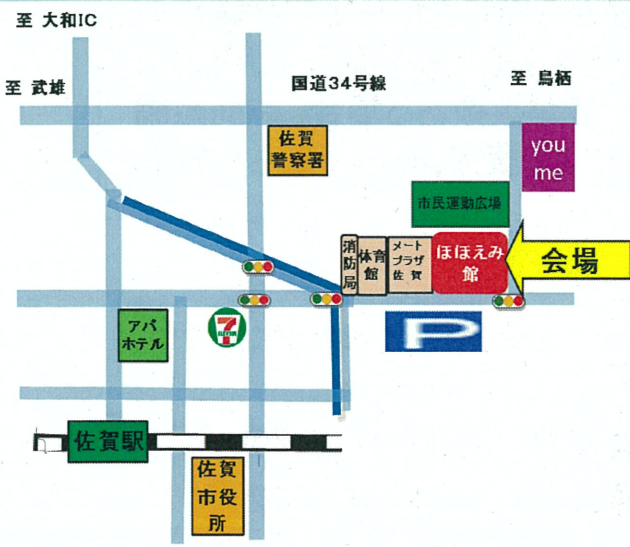 至 大和IC
至 武雄
国道34号線
至 鳥栖
佐賀
警察署
you
me
市民運動広場
消防局
体育
館
メート
プラザ
佐賀
ほほえみ
館
会場
アパ
ホテル
7
ELEVEN
P
佐賀駅
佐賀
市役
所